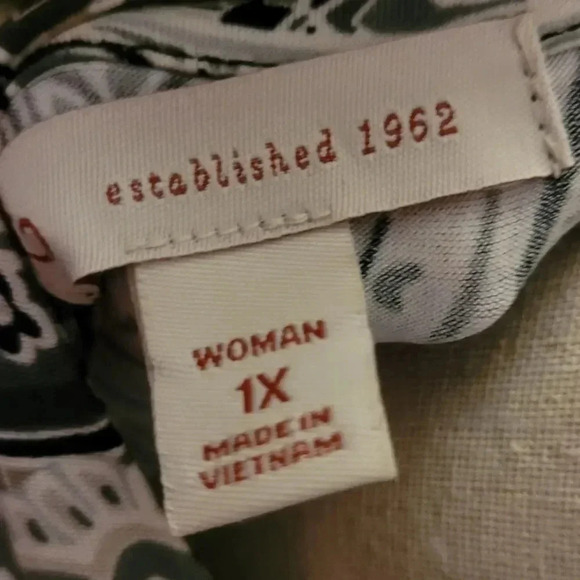 established 1962
WOMAN
1X
MADE IN
VIETNAM